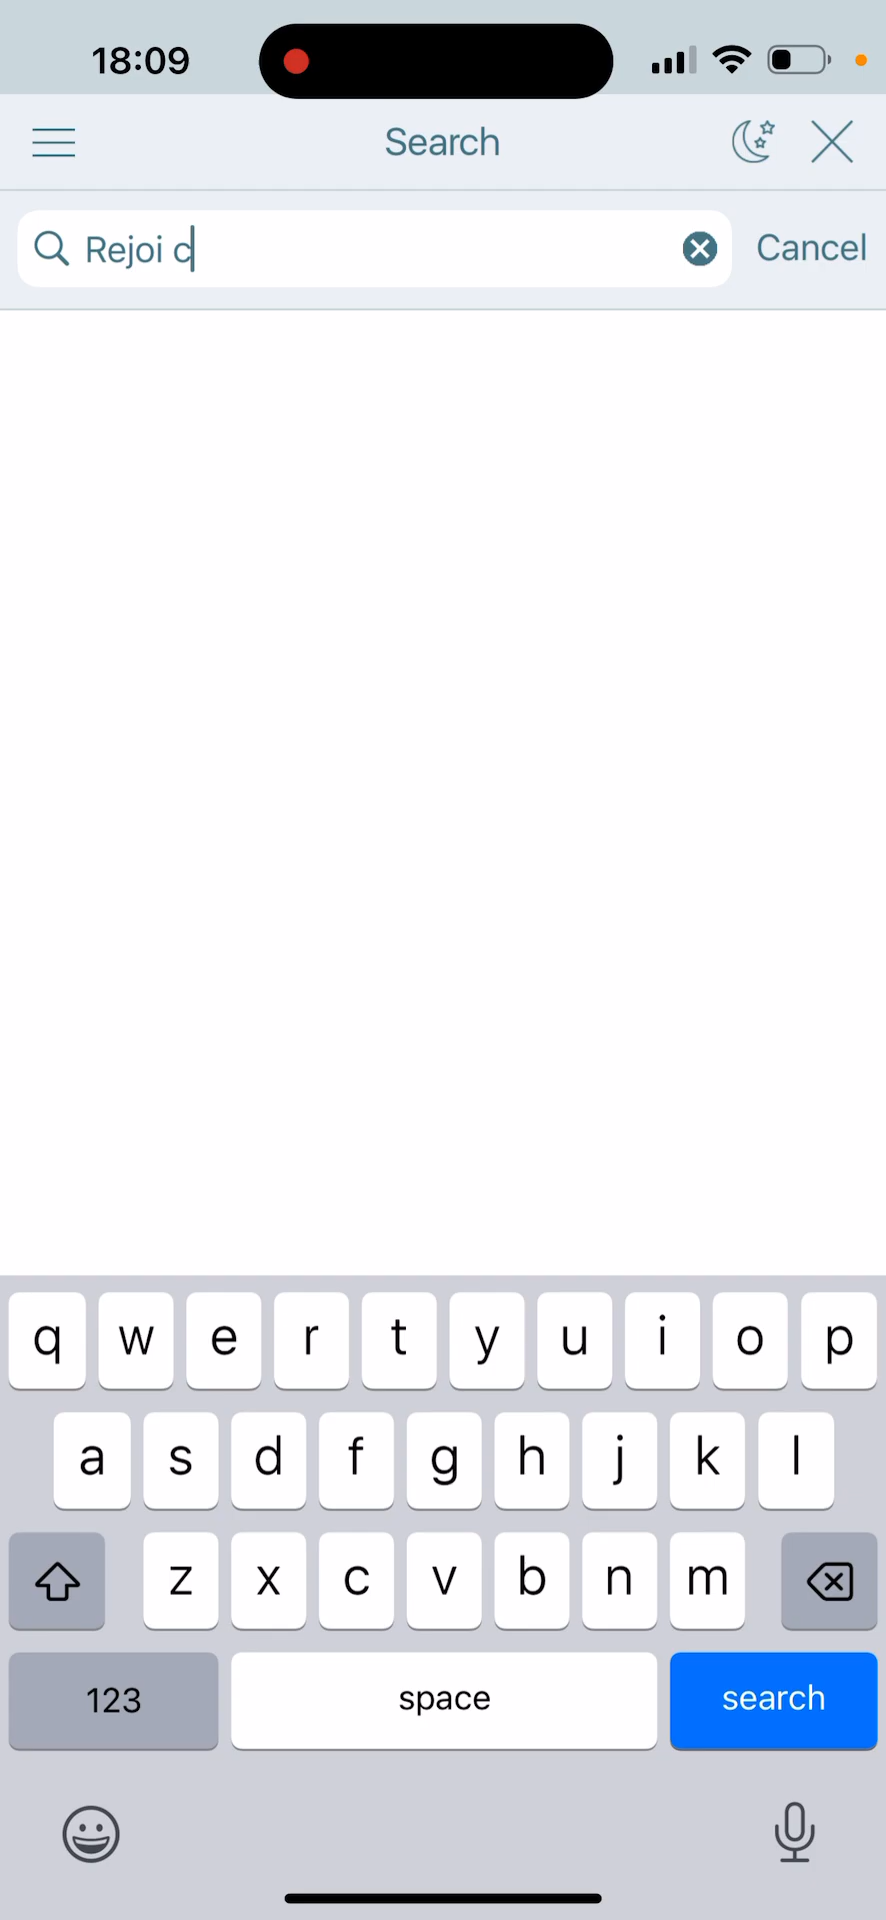 18:09
Search
Rejoi c
Cancel
q w e r t y u i o p
a s d f g h j k l
z x c v b n m
123 space search